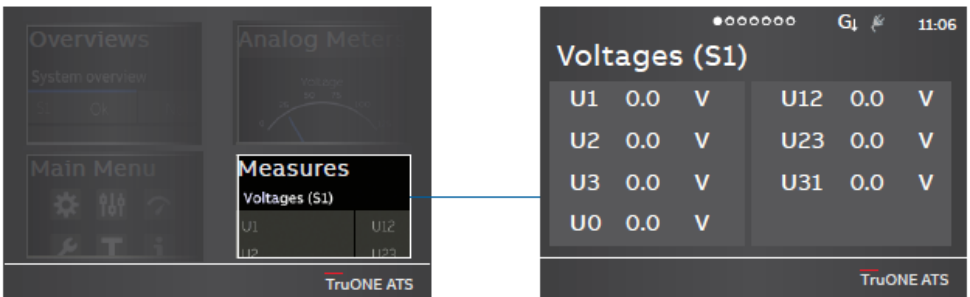 Overviews
System overview
S1 Ok
Analog Meter
Voltage
Main Menu
Measures
Voltages (S1)
U1 U12
U2 U23
TruONE ATS
G↓ 11:06
Voltages (S1)
U1 0.0 V U12 0.0 V
U2 0.0 V U23 0.0 V
U3 0.0 V U31 0.0 V
U0 0.0 V
TruONE ATS